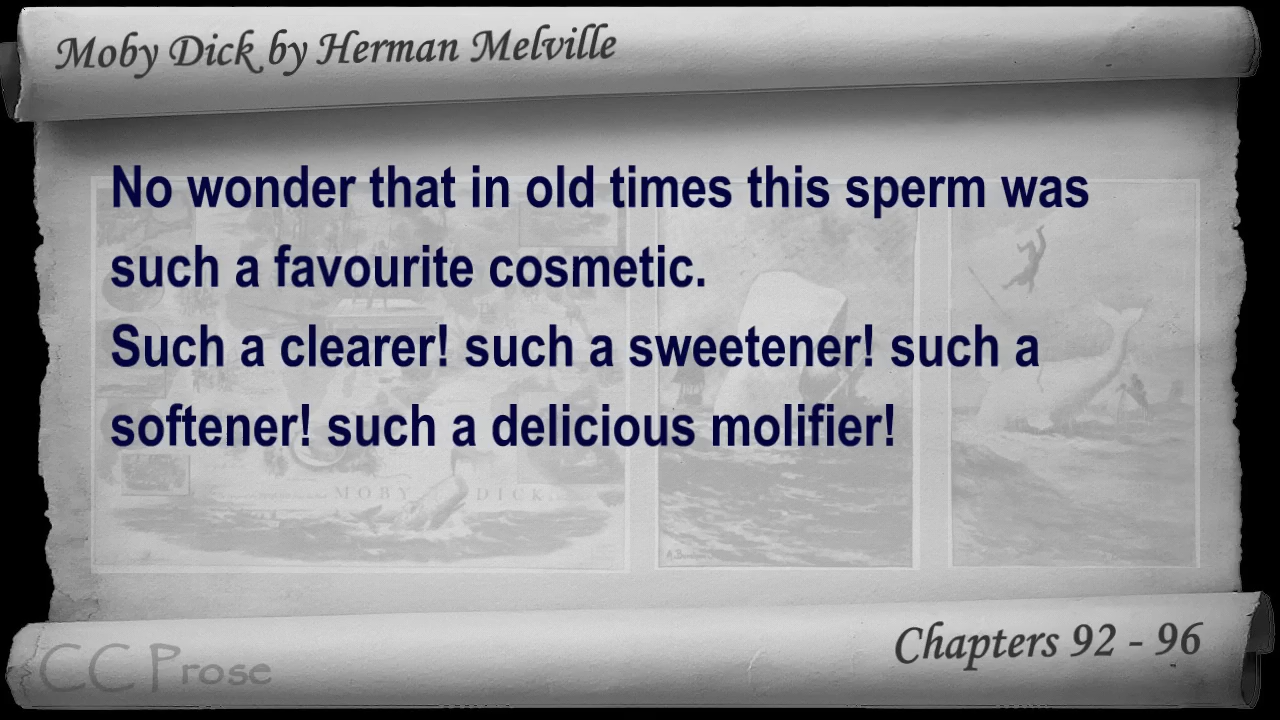 Moby Dick by Herman Melville
No wonder that in old times this sperm was
such a favourite cosmetic.
Such a clearer! such a sweetener! such a
softener! such a delicious molifier!
MOBY DICK
Chapters 92 - 96
CC Prose